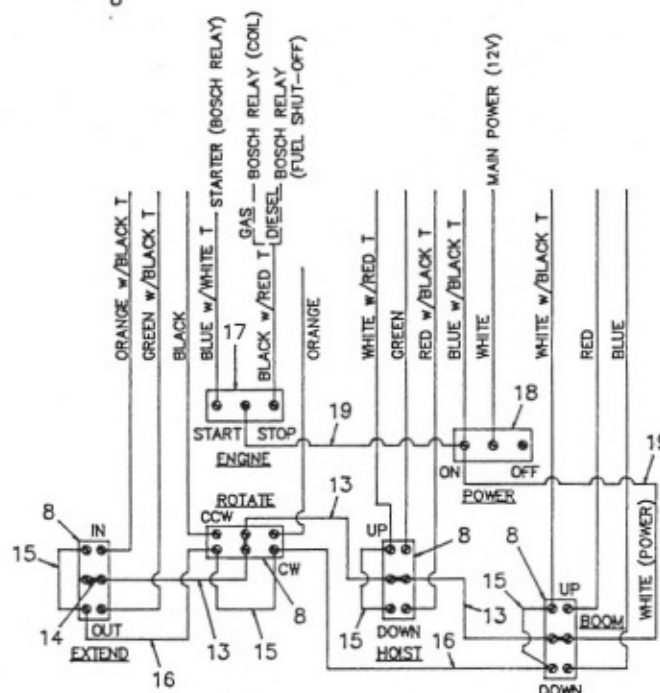 8
ORANGE w/BLACK T
GREEN w/BLACK T
BLACK
BLUE w/WHITE T
STARTER (BOSCH RELAY)
GAS
BOSCH RELAY (COIL)
BLACK w/RED T
DIESEL
BOSCH RELAY
(FUEL SHUT-OFF)
ORANGE
WHITE w/RED T
GREEN
RED w/BLACK T
BLUE w/BLACK T
WHITE
MAIN POWER (12V)
WHITE w/BLACK T
RED
BLUE
17
START
STOP
ENGINE
19
18
ON
OFF
POWER
19
ROTATE
CCW
CW
13
8
IN
15
14
OUT
EXTEND
16
13
15
8
UP
8
15
DOWN
HOIST
13
16
8
UP
15
BOOM
DOWN
WHITE (POWER)